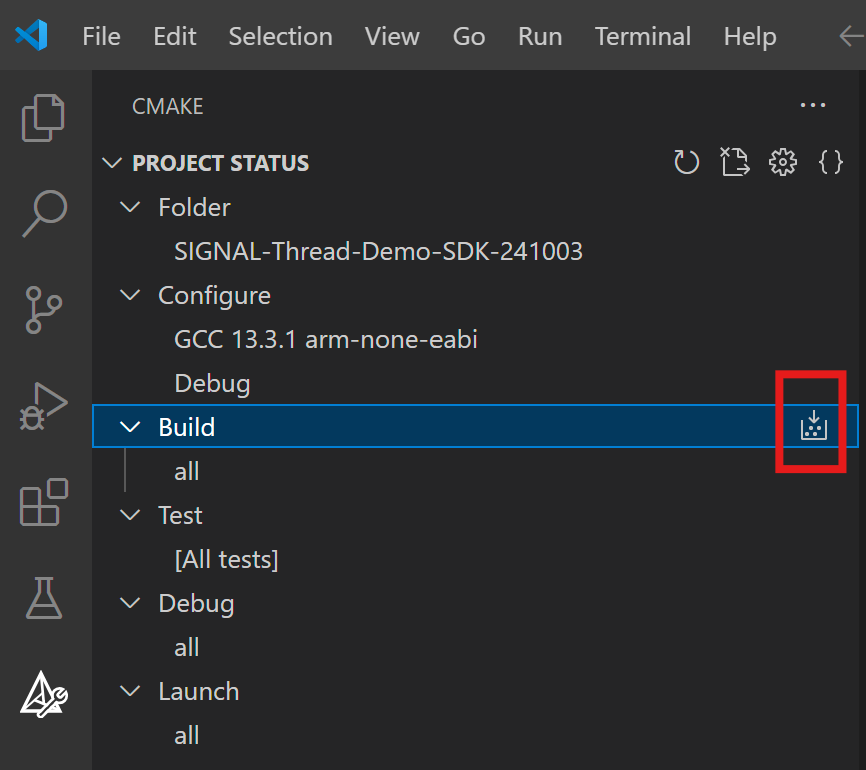 File Edit Selection View Go Run Terminal Help
CMAKE
PROJECT STATUS
Folder
SIGNAL-Thread-Demo-SDK-241003
Configure
GCC 13.3.1 arm-none-eabi
Debug
Build
all
Test
[All tests]
Debug
all
Launch
all